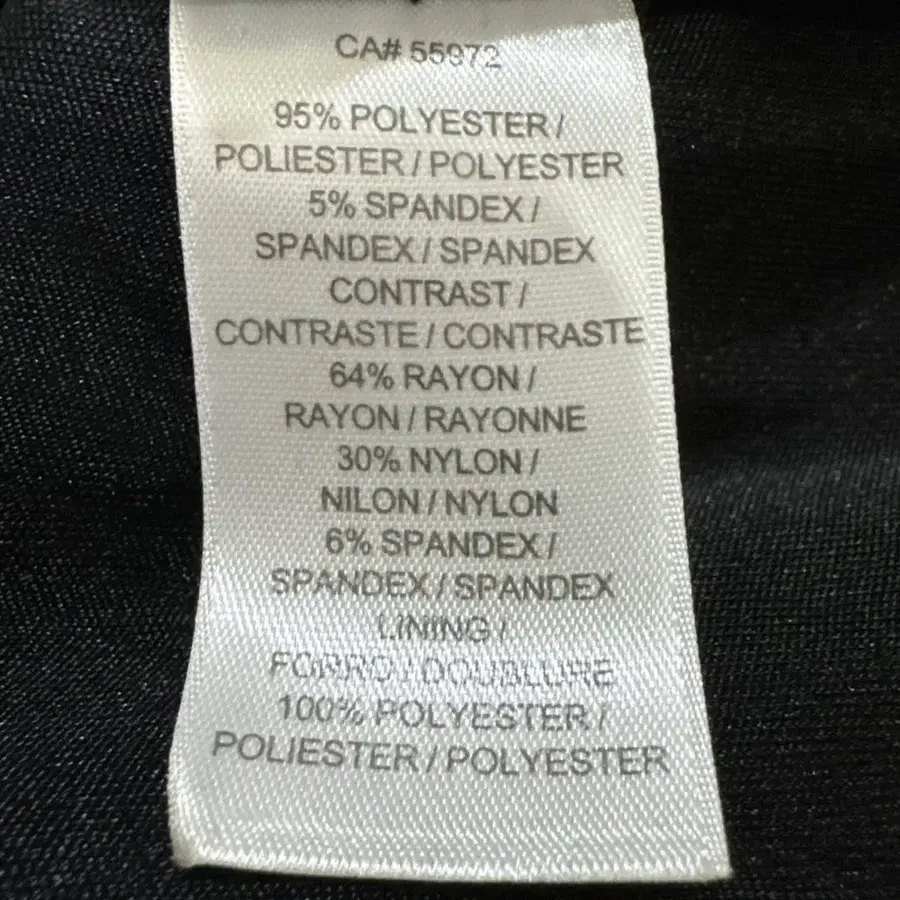 CA# 55972
95% POLYESTER /
POLIESTER / POLYESTER
5% SPANDEX /
SPANDEX / SPANDEX
CONTRAST /
CONTRASTE / CONTRASTE
64% RAYON /
RAYON / RAYONNE
30% NYLON /
NILON / NYLON
6% SPANDEX /
SPANDEX / SPANDEX
LINING /
FORRO / DOUBLURE
100% POLYESTER /
POLIESTER / POLYESTER